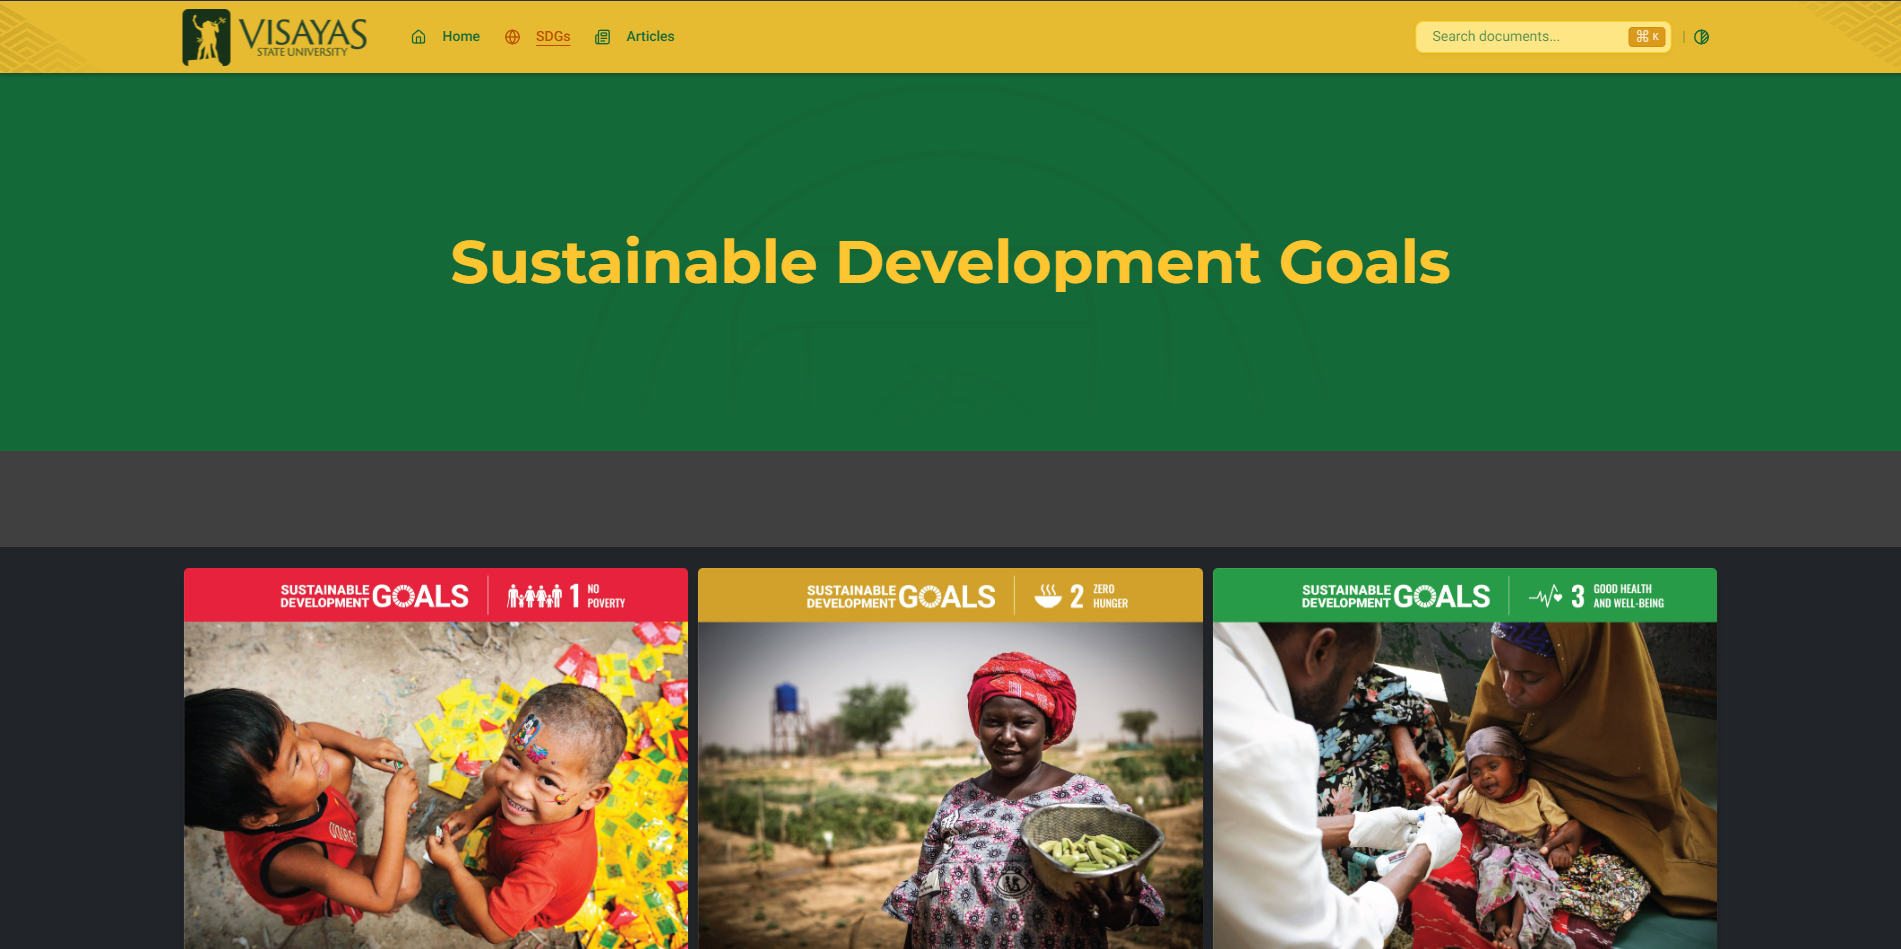 VISAYAS
STATE UNIVERSITY
Home
SDGs
Articles
Search documents...
⌘ K
Sustainable Development Goals
SUSTAINABLE
DEVELOPMENT GOALS
1 NO
POVERTY
SUSTAINABLE
DEVELOPMENT GOALS
2 ZERO
HUNGER
SUSTAINABLE
DEVELOPMENT GOALS
3 GOOD HEALTH
AND WELL-BEING